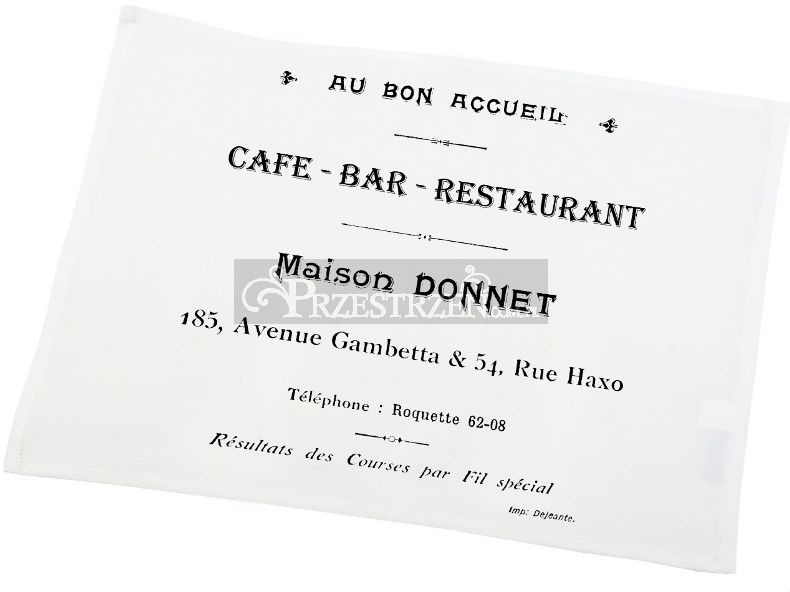 AU BON ACCUEIL
CAFE - BAR - RESTAURANT
Maison DONNET
PRZESTRZEŃ
185, Avenue Gambetta & 54, Rue Haxo
Téléphone : Roquette 62-08
Résultats des Courses par Fil spécial
Imp: Dejeante.